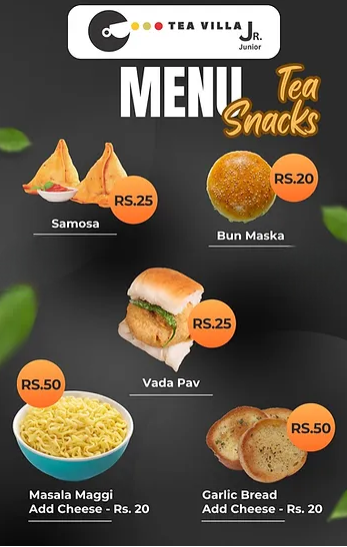 TEA VILLA JR.
Junior
MENU
Tea
Snacks
RS.25
Samosa
RS.20
Bun Maska
RS.25
Vada Pav
RS.50
Masala Maggi
Add Cheese - Rs. 20
RS.50
Garlic Bread
Add Cheese - Rs. 20